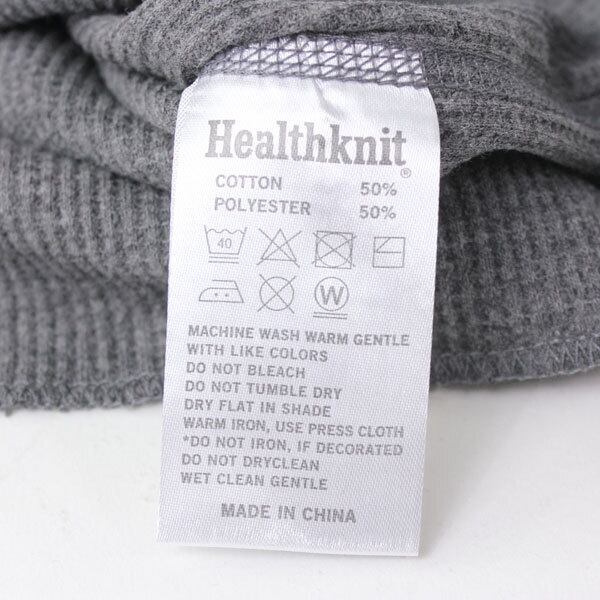 Healthknit®
COTTON 50%
POLYESTER 50%
40
W
MACHINE WASH WARM GENTLE
WITH LIKE COLORS
DO NOT BLEACH
DO NOT TUMBLE DRY
DRY FLAT IN SHADE
WARM IRON, USE PRESS CLOTH
*DO NOT IRON, IF DECORATED
DO NOT DRYCLEAN
WET CLEAN GENTLE
MADE IN CHINA